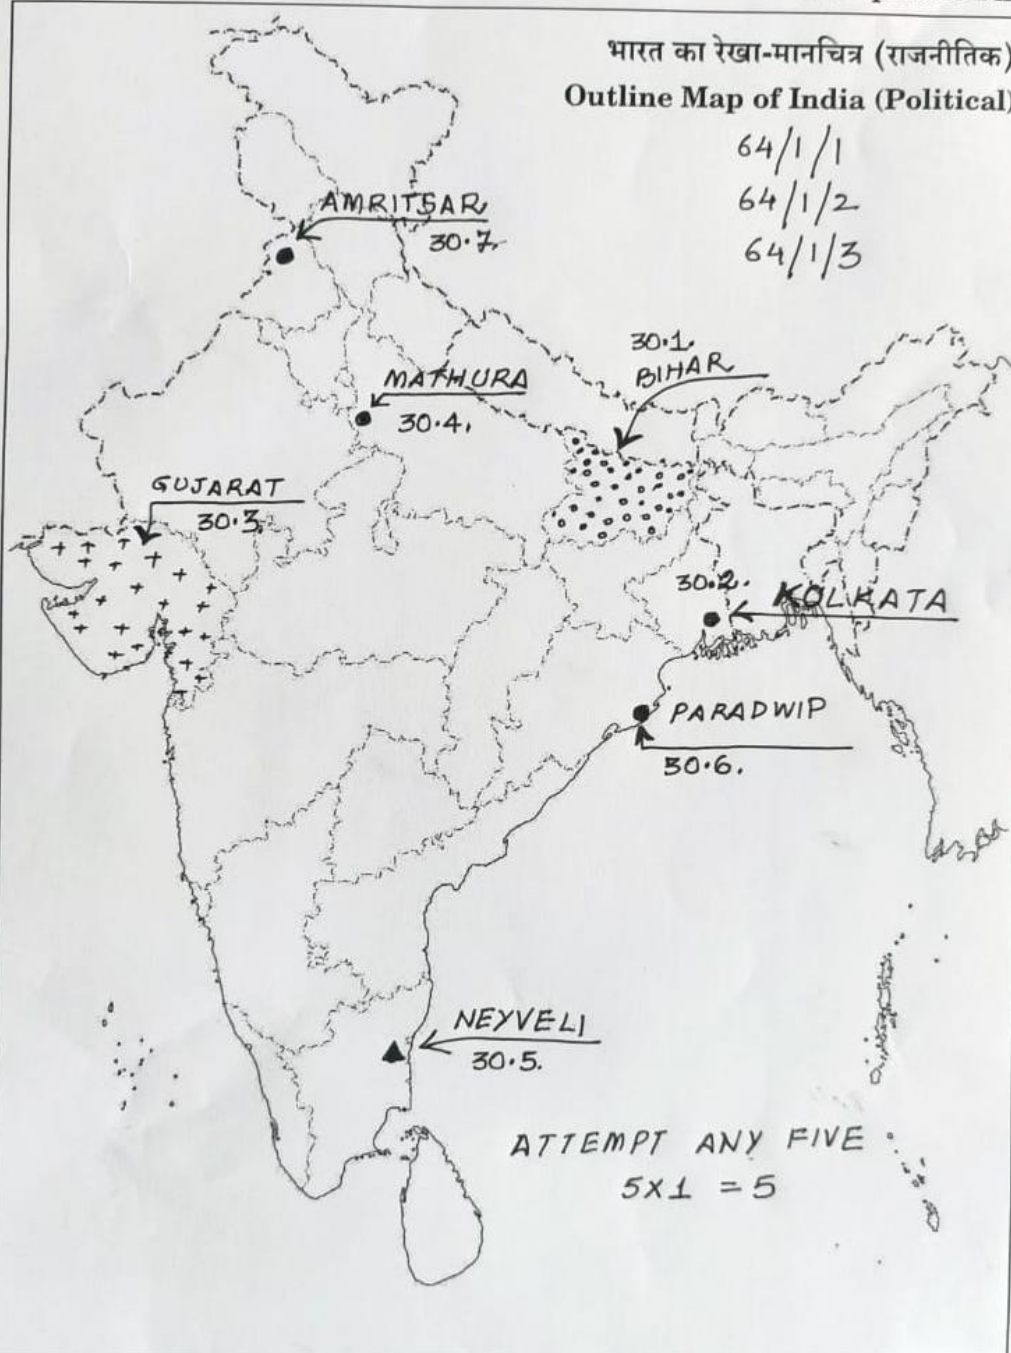 भारत का रेखा-मानचित्र (राजनीतिक)
Outline Map of India (Political)
64/1/1
64/1/2
64/1/3
AMRITSAR
30.7.
30.1.
BIHAR
MATHURA
30.4.
GUJARAT
30.3.
30.2.
KOLKATA
PARADWIP
30.6.
NEYVELI
30.5.
ATTEMPT ANY FIVE
5x1 = 5